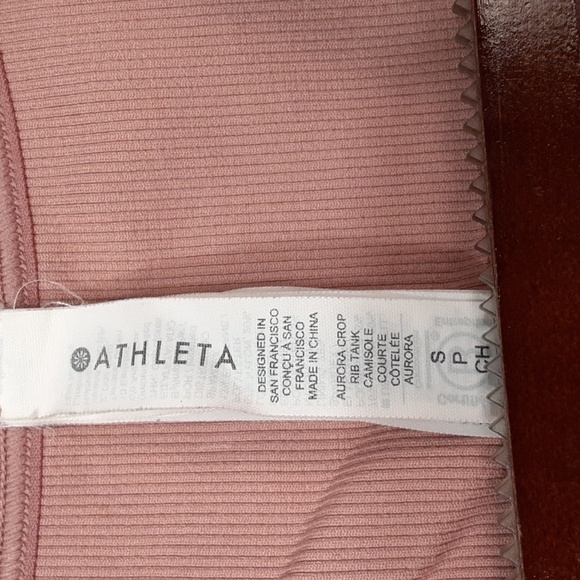 ATHLETA
DESIGNED IN
SAN FRANCISCO
CONÇU À SAN
FRANCISCO
MADE IN CHINA
AURORA CROP
RIB TANK
CAMISOLE
COURTE
CÔTELÉE
AURORA
S
P
CH